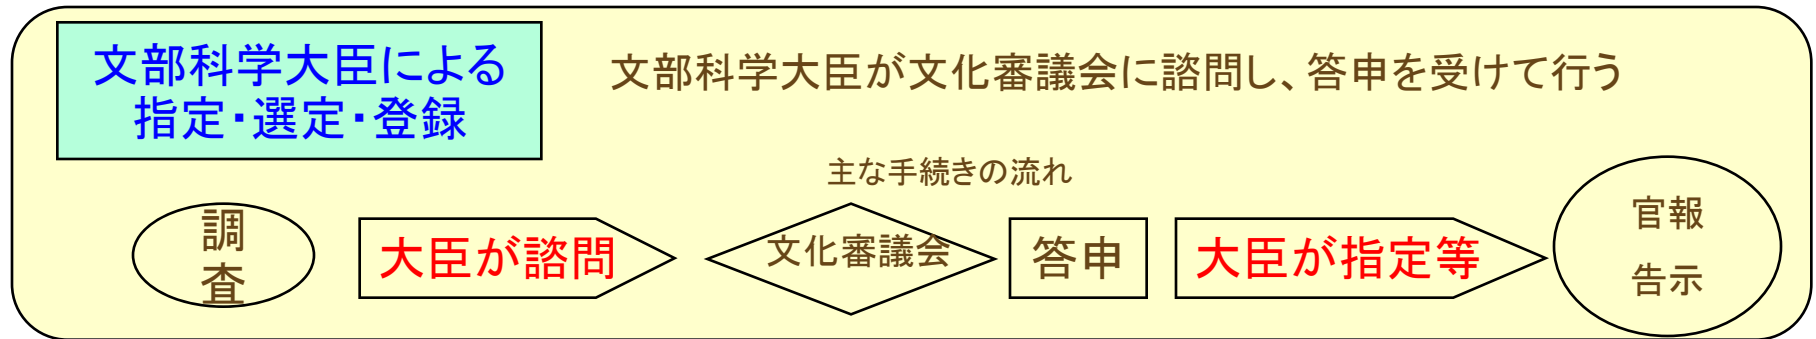 文部科学大臣による
指定・選定・登録
文部科学大臣が文化審議会に諮問し、答申を受けて行う
主な手続きの流れ
調
査
大臣が諮問
文化審議会
答申
大臣が指定等
官報
告示